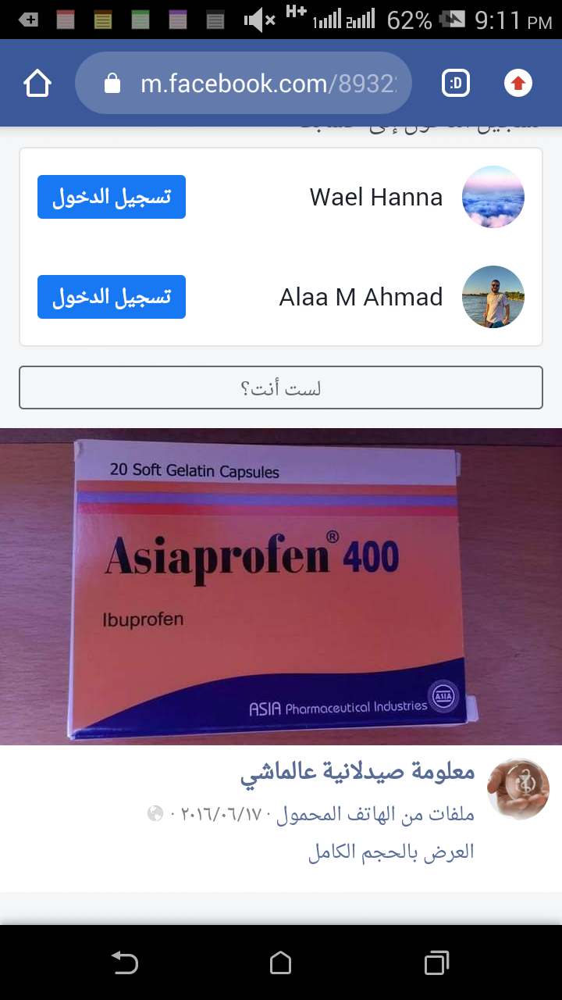 H+
1
2
62%
9:11 PM
m.facebook.com/8932
:D
Wael Hanna
تسجيل الدخول
Alaa M Ahmad
تسجيل الدخول
لست أنت؟
20 Soft Gelatin Capsules
Asiaprofen® 400
Ibuprofen
ASIA Pharmaceutical Industries
ASIA
معلومة صيدلانية عالماشي
ملفات من الهاتف المحمول · ٢٠١٦/٠٦/١٧ ·
العرض بالحجم الكامل